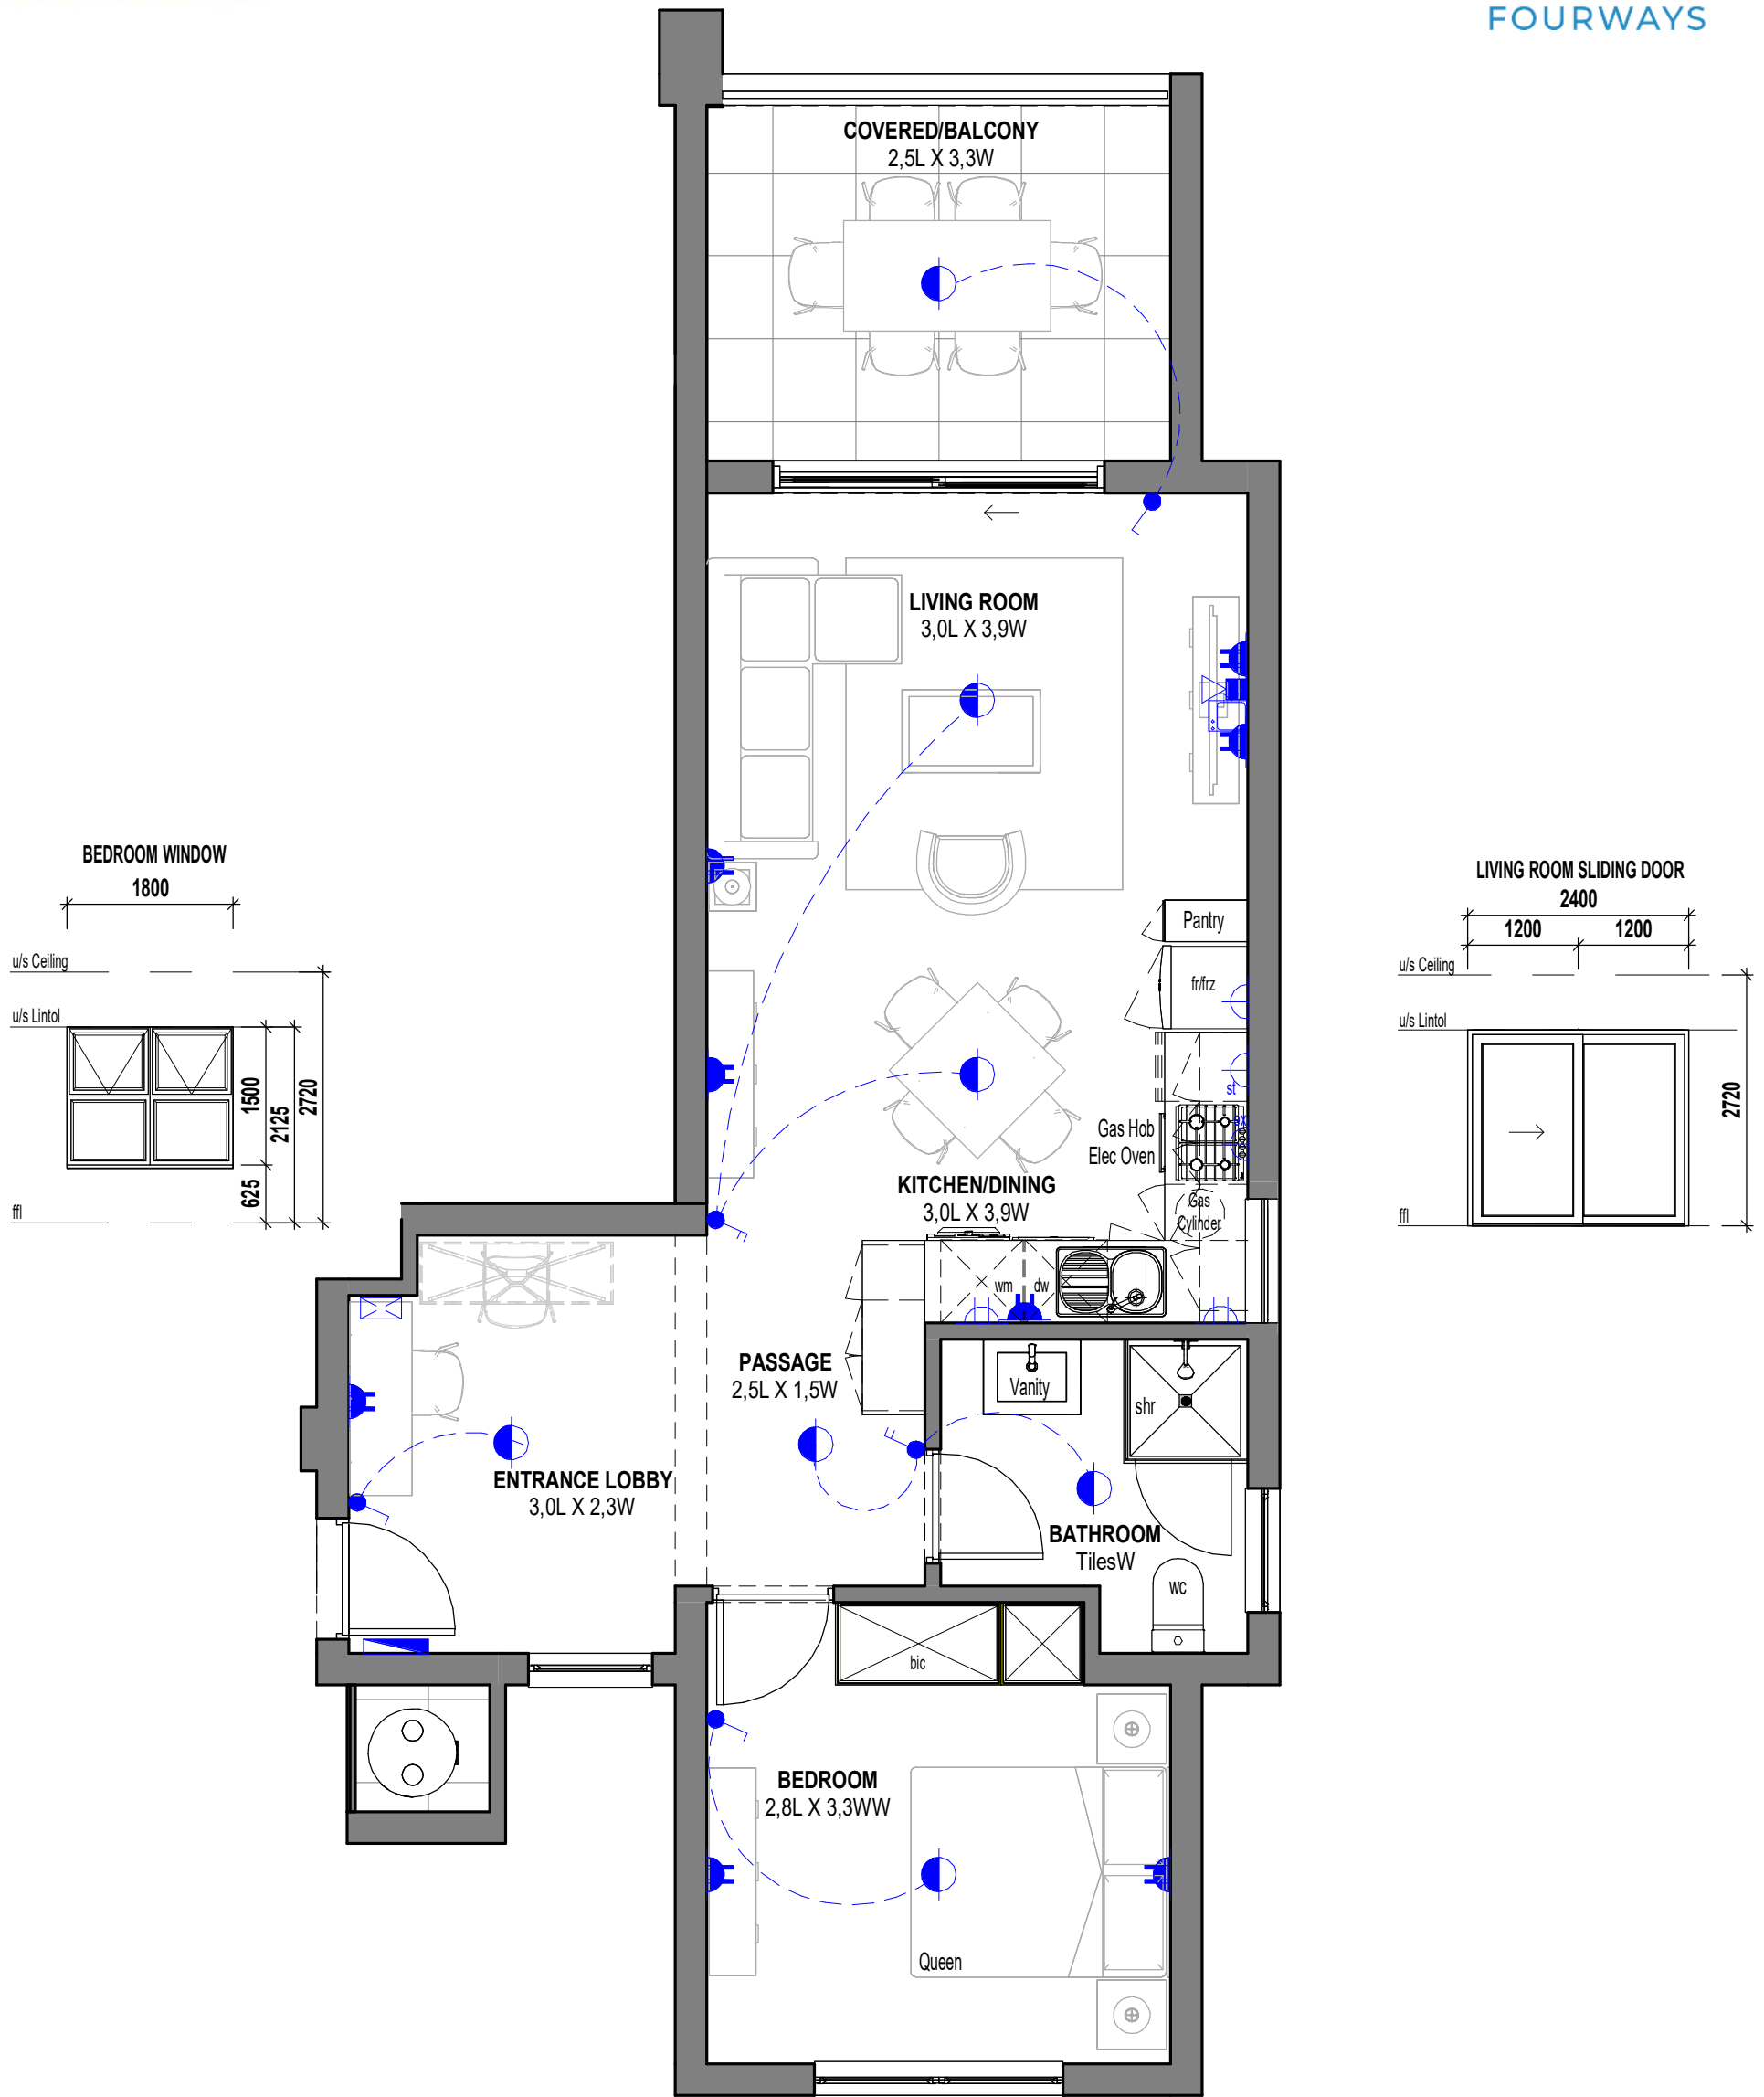 FOURWAYS
COVERED/BALCONY
2,5L X 3,3W
LIVING ROOM
3,0L X 3,9W
BEDROOM WINDOW
1800
u/s Ceiling
u/s Lintol
1500
2125
2720
625
ffl
LIVING ROOM SLIDING DOOR
2400
1200
1200
u/s Ceiling
u/s Lintol
2720
ffl
Pantry
fr/frz
st
Gas Hob
Elec Oven
KITCHEN/DINING
3,0L X 3,9W
Gas
Cylinder
wm
dw
PASSAGE
2,5L X 1,5W
Vanity
shr
ENTRANCE LOBBY
3,0L X 2,3W
BATHROOM
TilesW
WC
bic
BEDROOM
2,8L X 3,3WW
Queen